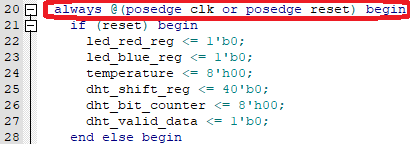 20 always @(posedge clk or posedge reset) begin
21 if (reset) begin
22 led_red_reg <= 1'b0;
23 led_blue_reg <= 1'b0;
24 temperature <= 8'h00;
25 dht_shift_reg <= 40'b0;
26 dht_bit_counter <= 8'h00;
27 dht_valid_data <= 1'b0;
28 end else begin